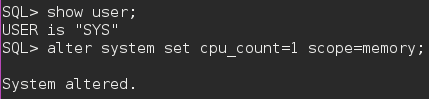 SQL> show user;
USER is "SYS"
SQL> alter system set cpu_count=1 scope=memory;
System altered.